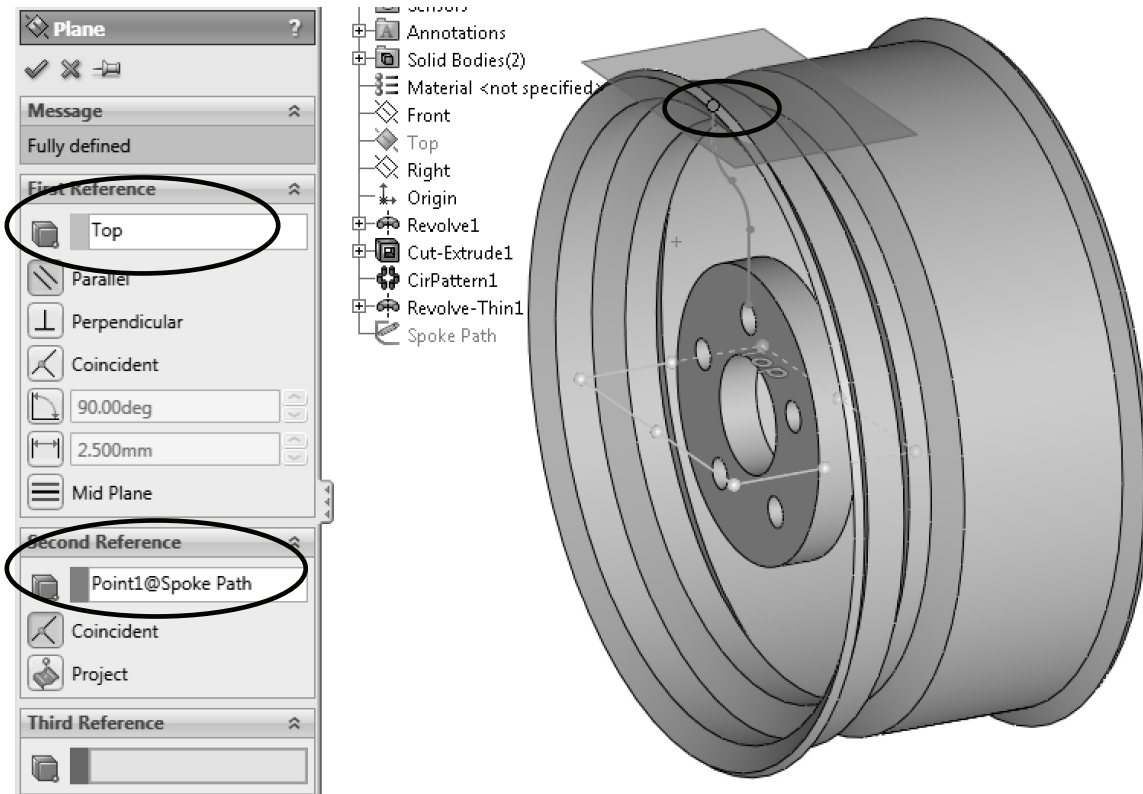 Plane ?
Message
Fully defined
First Reference
Top
Parallel
Perpendicular
Coincident
90.00deg
2.500mm
Mid Plane
Second Reference
Point1@Spoke Path
Coincident
Project
Third Reference
Sensors
Annotations
Solid Bodies(2)
Material <not specified>
Front
Top
Right
Origin
Revolve1
Cut-Extrude1
CirPattern1
Revolve-Thin1
Spoke Path
Top